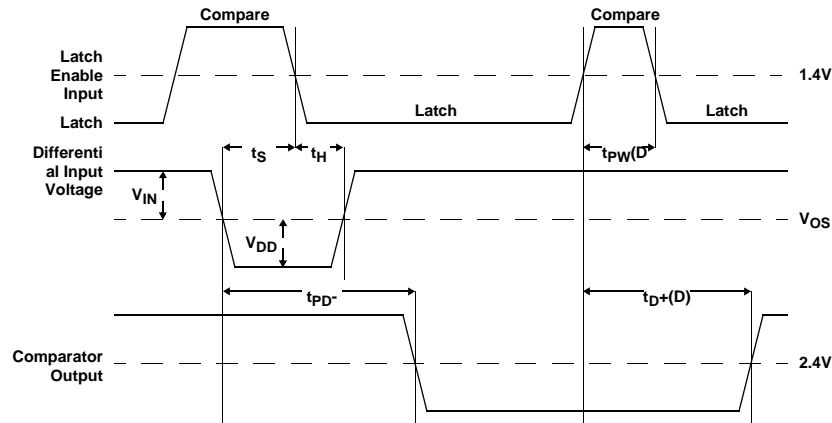 Compare
Compare
Latch
Enable
Input
1.4V
Latch
Latch
Latch
Differenti
al Input
Voltage
tS
tH
tPW(D
VIN
VOS
VDD
tPD-
tD+(D)
Comparator
Output
2.4V